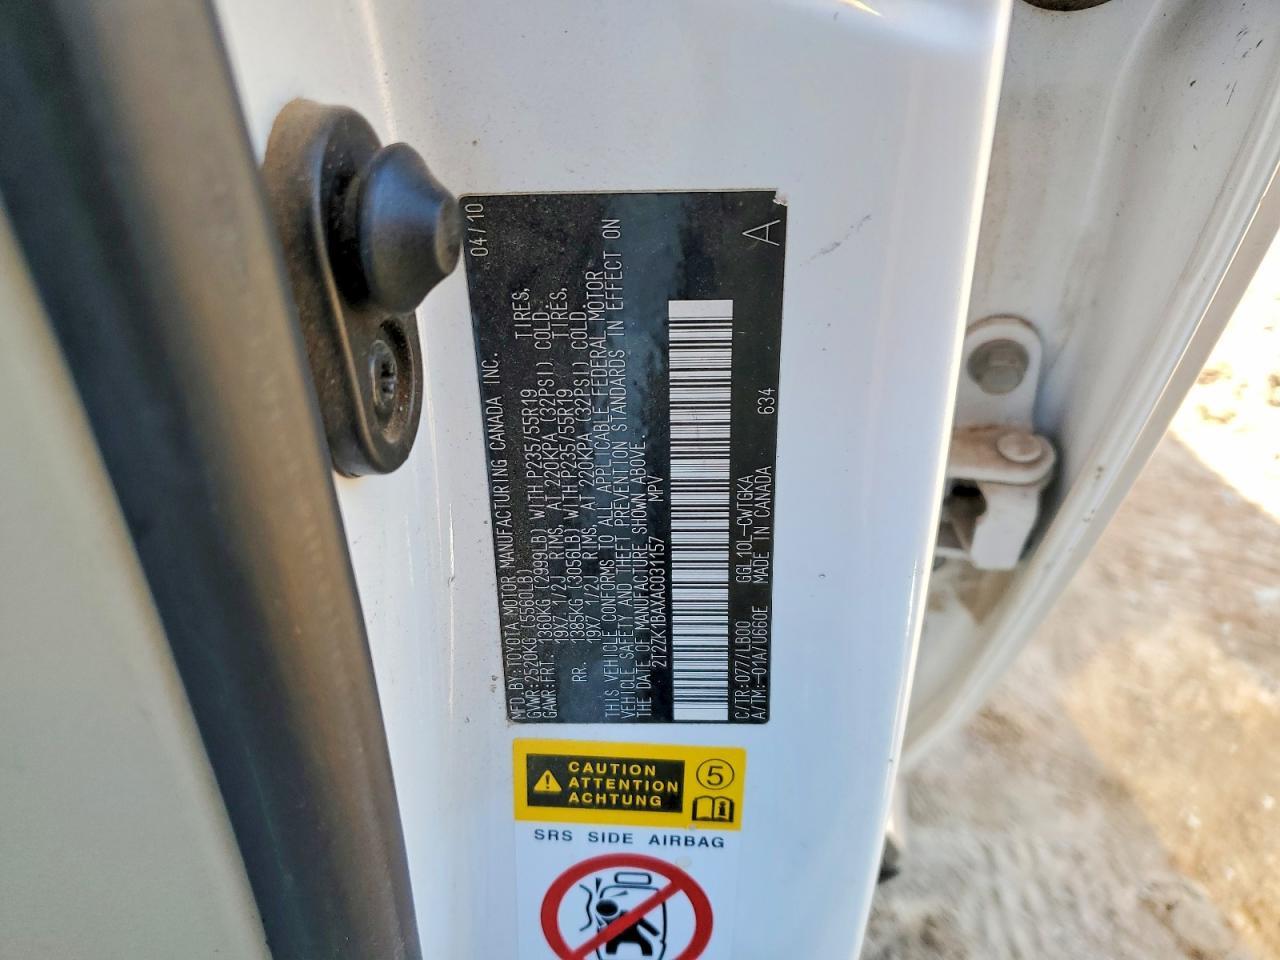 MFD.BY:TOYOTA MOTOR MANUFACTURING CANADA INC. 04/10
GVWR:2520KG (5560LB)
GAWR:FRT. 1360KG (2999LB) WITH P235/55R19 TIRES,
19X7.1/2J RIMS, AT 220KPA (32PSI) COLD.
RR. 1385KG (3056LB) WITH P235/55R19 TIRES,
19X7.1/2J RIMS, AT 220KPA (32PSI) COLD.
THIS VEHICLE CONFORMS TO ALL APPLICABLE FEDERAL MOTOR
VEHICLE SAFETY AND THEFT PREVENTION STANDARDS IN EFFECT ON
THE DATE OF MANUFACTURE SHOWN ABOVE.
2T2ZK1BAXAC031157 MPV
C/TR:077/LB00 GGL10L-CWTGKA 634
A/TM:-01A/U660E MADE IN CANADA A
CAUTION
ATTENTION
ACHTUNG
5
SRS SIDE AIRBAG